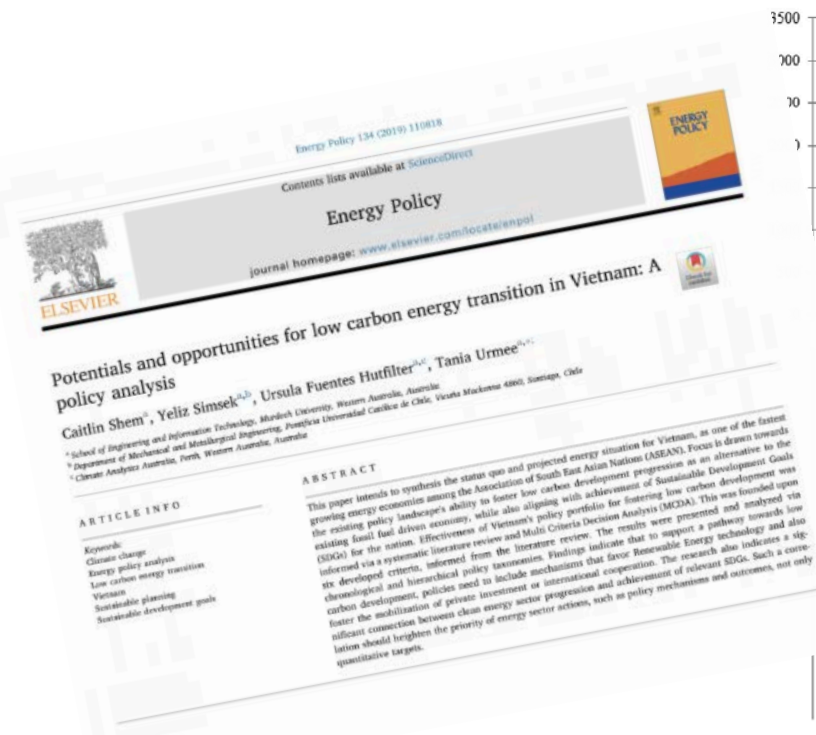 3500
Energy Policy 134 (2019) 110818
Contents lists available at ScienceDirect
Energy Policy
journal homepage: www.elsevier.com/locate/enpol
ENERGY
POLICY
ELSEVIER
Check for
updates
Potentials and opportunities for low carbon energy transition in Vietnam: A
policy analysis
Caitlin Shem a, Yeliz Simsek a,b, Ursula Fuentes Hutfilter a,c, Tania Urmee a,*
a School of Engineering and Information Technology, Murdoch University, Western Australia, Australia
b Department of Mechanical and Metallurgical Engineering, Pontificia Universidad Católica de Chile, Vicuña Mackenna 4860, Santiago, Chile
c Climate Analytics Australia, Perth, Western Australia, Australia
ARTICLE INFO
Keywords:
Climate change
Energy policy analysis
Low carbon energy transition
Vietnam
Sustainable planning
Sustainable development goals
ABSTRACT
This paper intends to synthesis the status quo and projected energy situation for Vietnam, as one of the fastest
growing energy economies among the Association of South East Asian Nations (ASEAN). Focus is drawn towards
the existing policy landscape's ability to foster low carbon development progression as an alternative to the
existing fossil fuel driven economy, while also aligning with achievement of Sustainable Development Goals
(SDGs) for the nation. Effectiveness of Vietnam's policy portfolio for fostering low carbon development was
informed via a systematic literature review and Multi Criteria Decision Analysis (MCDA). This was founded upon
six developed criteria, informed from the literature review. The results were presented and analyzed via
chronological and hierarchical policy taxonomies. Findings indicate that to support a pathway towards low
carbon development, policies need to include mechanisms that favor Renewable Energy technology and also
foster the mobilization of private investment or international cooperation. The research also indicates a sig-
nificant connection between clean energy sector progression and achievement of relevant SDGs. Such a corre-
lation should heighten the priority of energy sector actions, such as policy mechanisms and outcomes, not only
quantitative targets.